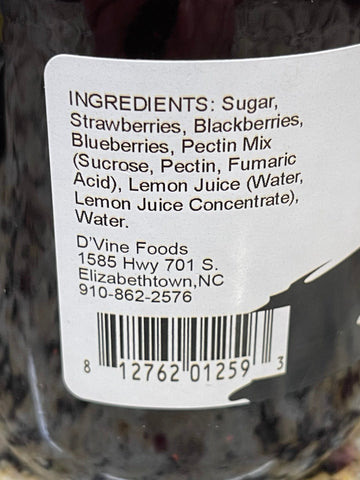 INGREDIENTS: Sugar,
Strawberries, Blackberries,
Blueberries, Pectin Mix
(Sucrose, Pectin, Fumaric
Acid), Lemon Juice (Water,
Lemon Juice Concentrate),
Water.
D'Vine Foods
1585 Hwy 701 S.
Elizabethtown,NC
910-862-2576
8 12762 01259 3